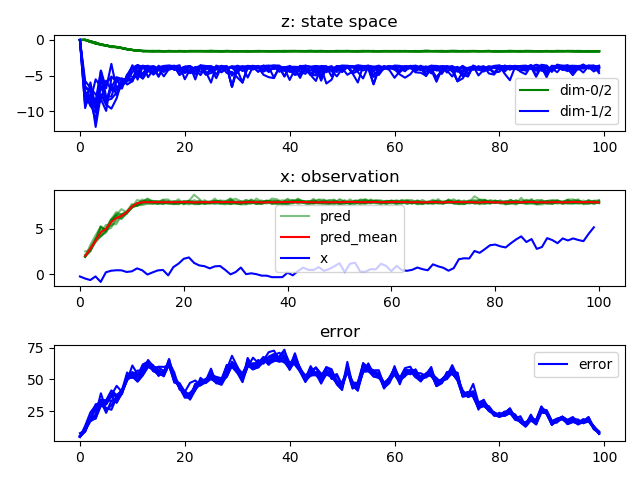 z: state space
0
−5
−10
dim-0/2
dim-1/2
0 20 40 60 80 100
x: observation
5
0
pred
pred_mean
x
0 20 40 60 80 100
error
75
50
25
error
0 20 40 60 80 100